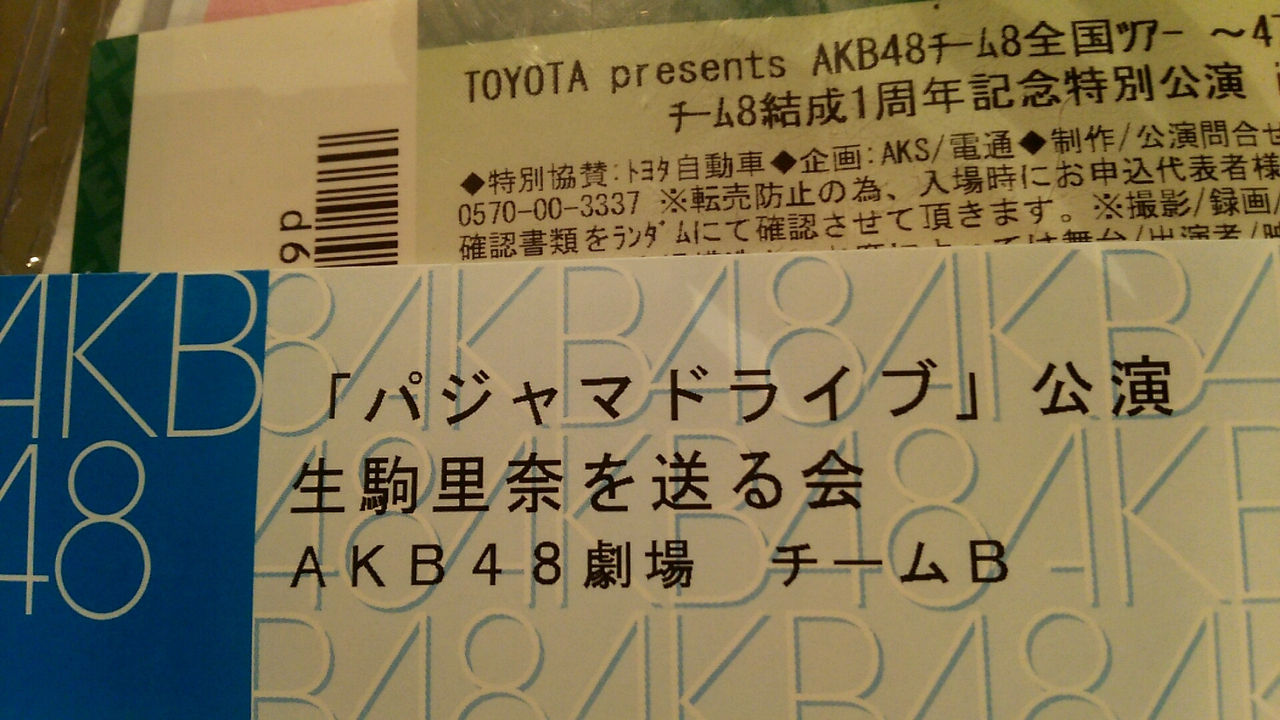 TOYOTA presents AKB48ﾁｰﾑ8全国ﾂｱｰ ～47
ﾁｰﾑ8結成1周年記念特別公演
◆特別協賛:ﾄﾖﾀ自動車◆企画:AKS/電通◆制作/公演問合せ
0570-00-3337 ※転売防止の為、入場時にお申込代表者様
確認書類をﾗﾝﾀﾞﾑにて確認させて頂きます。※撮影/録画/
9p
AKB
48
「パジャマドライブ」公演
生駒里奈を送る会
ＡＫＢ４８劇場　チームＢ